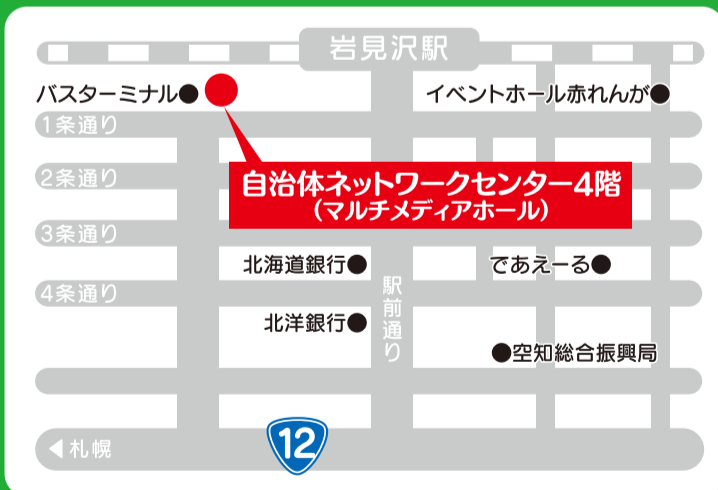 岩見沢駅
バスターミナル●
イベントホール赤れんが●
1条通り
2条通り
自治体ネットワークセンター4階
(マルチメディアホール)
3条通り
北海道銀行●
であえーる●
4条通り
駅前通り
北洋銀行●
●空知総合振興局
◀札幌
12